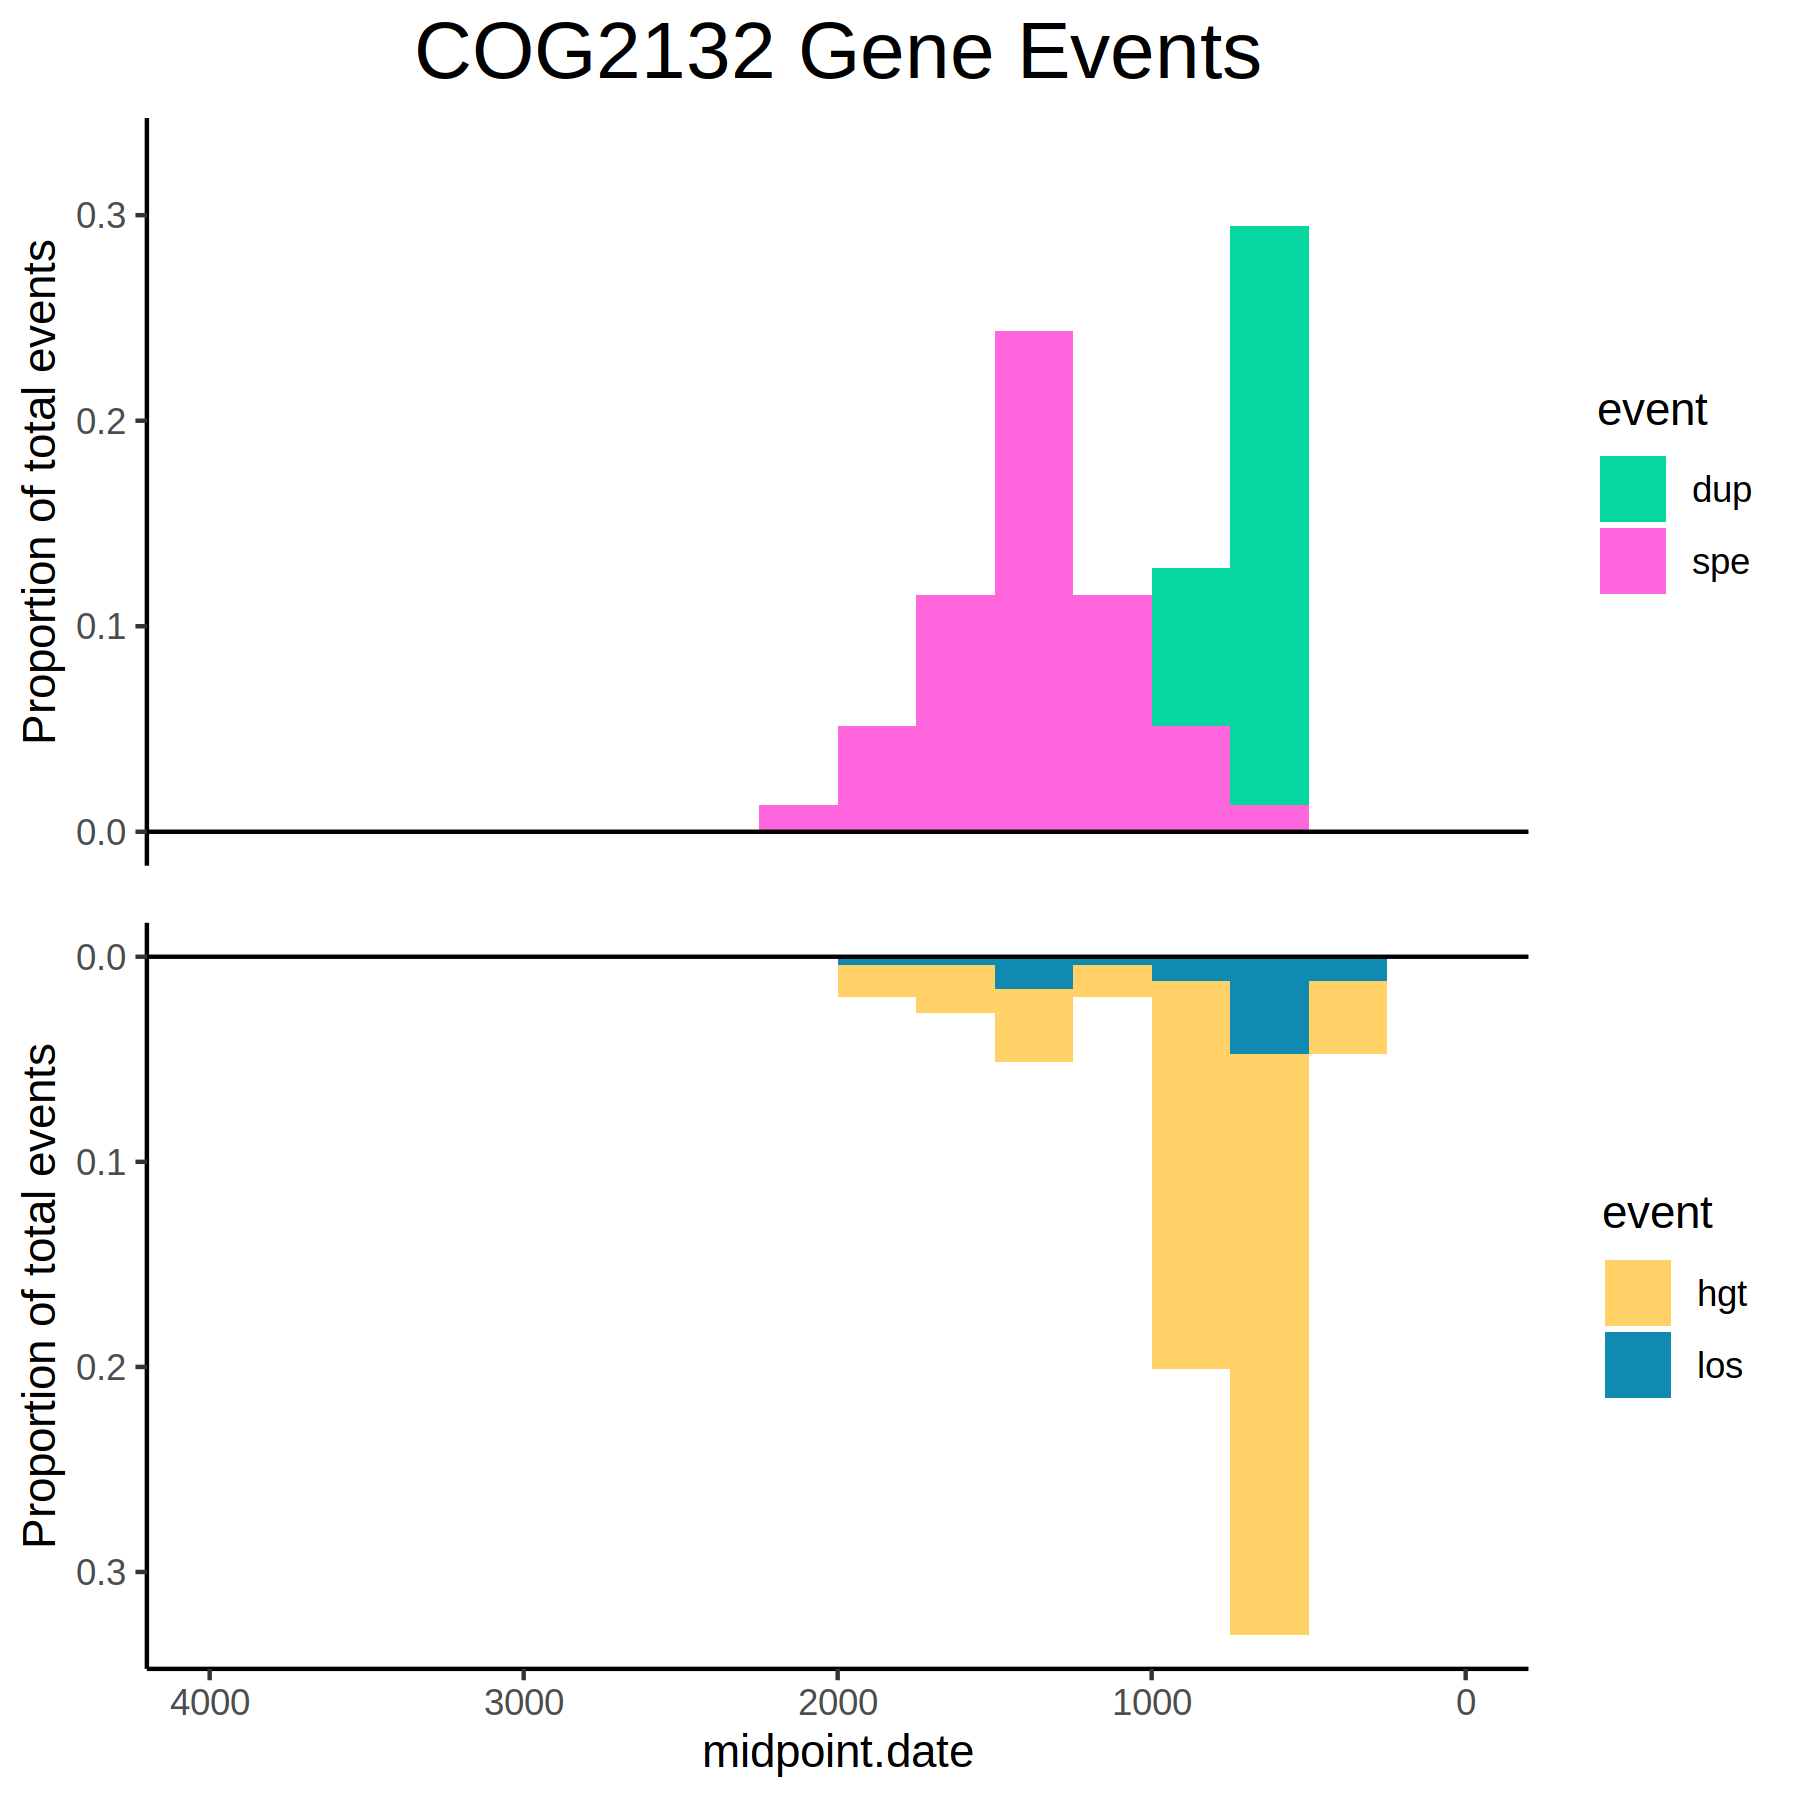 COG2132 Gene Events
Proportion of total events
0.3
0.2
0.1
0.0
event
dup
spe
Proportion of total events
0.0
0.1
0.2
0.3
event
hgt
los
4000 3000 2000 1000 0
midpoint.date